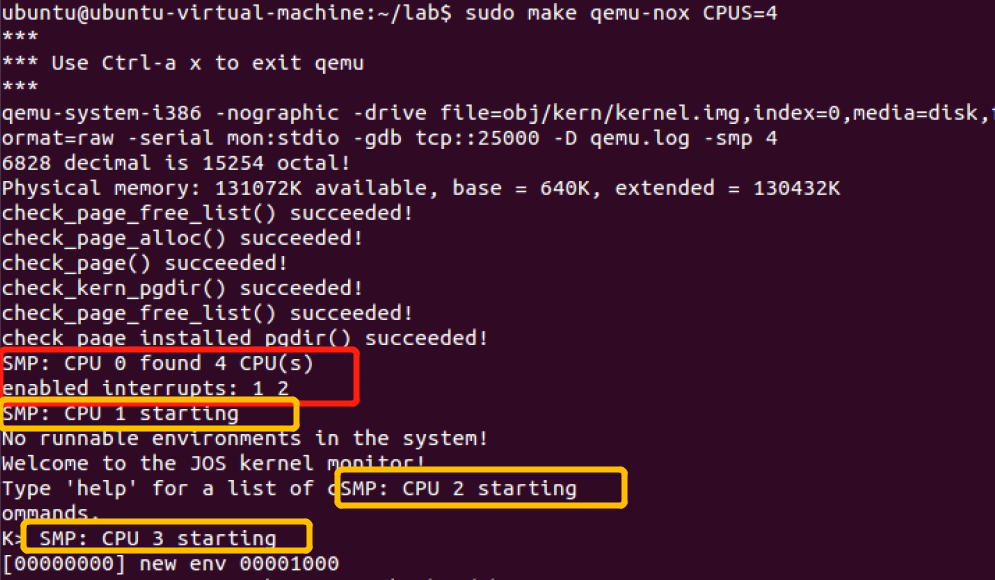 ubuntu@ubuntu-virtual-machine:~/lab$ sudo make qemu-nox CPUS=4
***
*** Use Ctrl-a x to exit qemu
***
qemu-system-i386 -nographic -drive file=obj/kern/kernel.img,index=0,media=disk,
ormat=raw -serial mon:stdio -gdb tcp::25000 -D qemu.log -smp 4
6828 decimal is 15254 octal!
Physical memory: 131072K available, base = 640K, extended = 130432K
check_page_free_list() succeeded!
check_page_alloc() succeeded!
check_page() succeeded!
check_kern_pgdir() succeeded!
check_page_free_list() succeeded!
check_page_installed_pgdir() succeeded!
SMP: CPU 0 found 4 CPU(s)
enabled interrupts: 1 2
SMP: CPU 1 starting
No runnable environments in the system!
Welcome to the JOS kernel monitor!
Type 'help' for a list of cSMP: CPU 2 starting
ommands.
K> SMP: CPU 3 starting
[00000000] new env 00001000